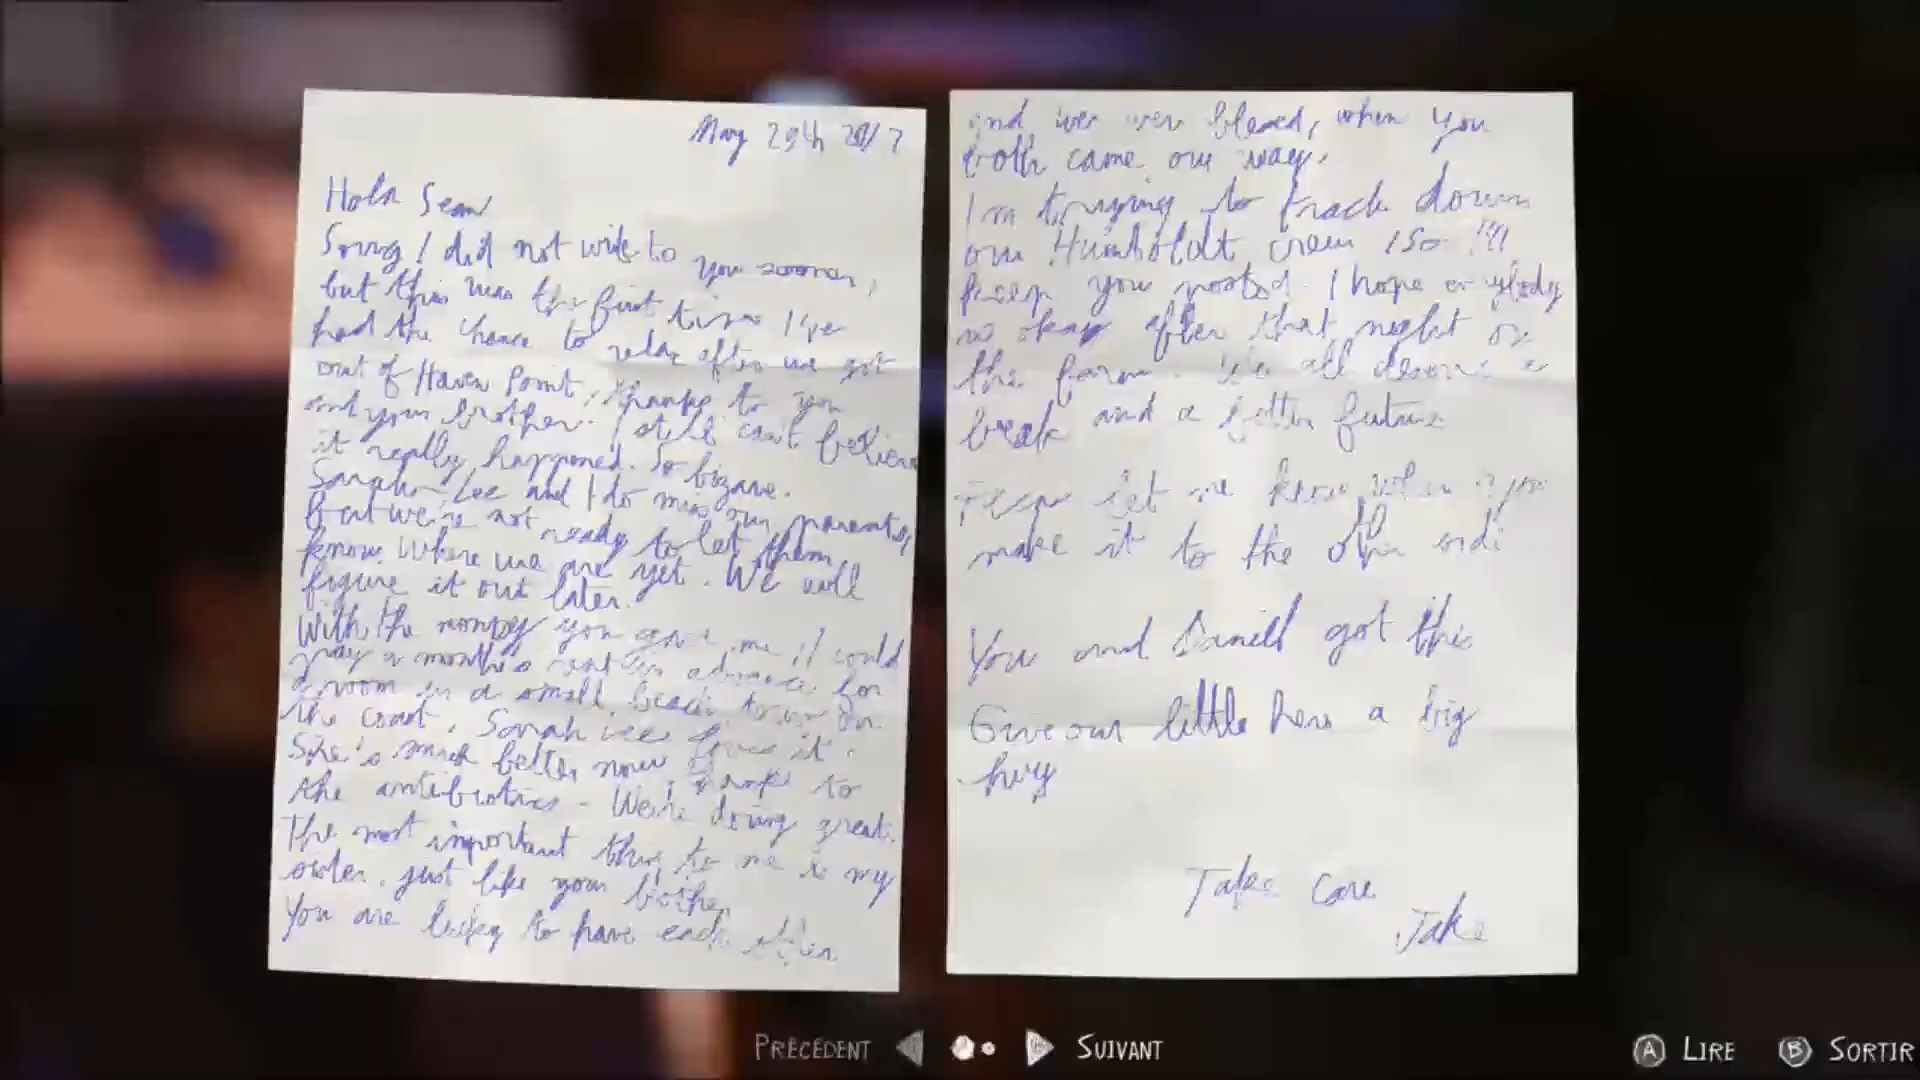 May 29th 2017
Hola Sean
Sorry I did not write to you sooner,
but this was the first time I've
had the chance to relax after we got
out of Haven Point, thanks to you
and your brother. I still can't believe
it really happened. So bizarre.
Sarah Lee and I do miss our parents,
But we're not ready to let them
know where we are yet. We will
figure it out later.
With the money you gave me, I could
pay a month's rent in advance for
a room in a small beach town on
the coast. Sarah Lee loves it.
She's much better now thanks to
the antibiotics - We're doing great.
The most important thing to me is my
sister. just like your brother,
You are lucky to have each other
and we were blessed, when you
both came our way.
I'm trying to track down
our Humboldt crew so I'll
keep you posted. I hope everybody
is okay after that night on
the farm. We all deserve a
break and a better future
let me know when you
make it to the other side
You and Daniel got this
Give our little hero a big
hug
Take Care
Jake
PRÉCÉDENT SUIVANT A LIRE B SORTIR